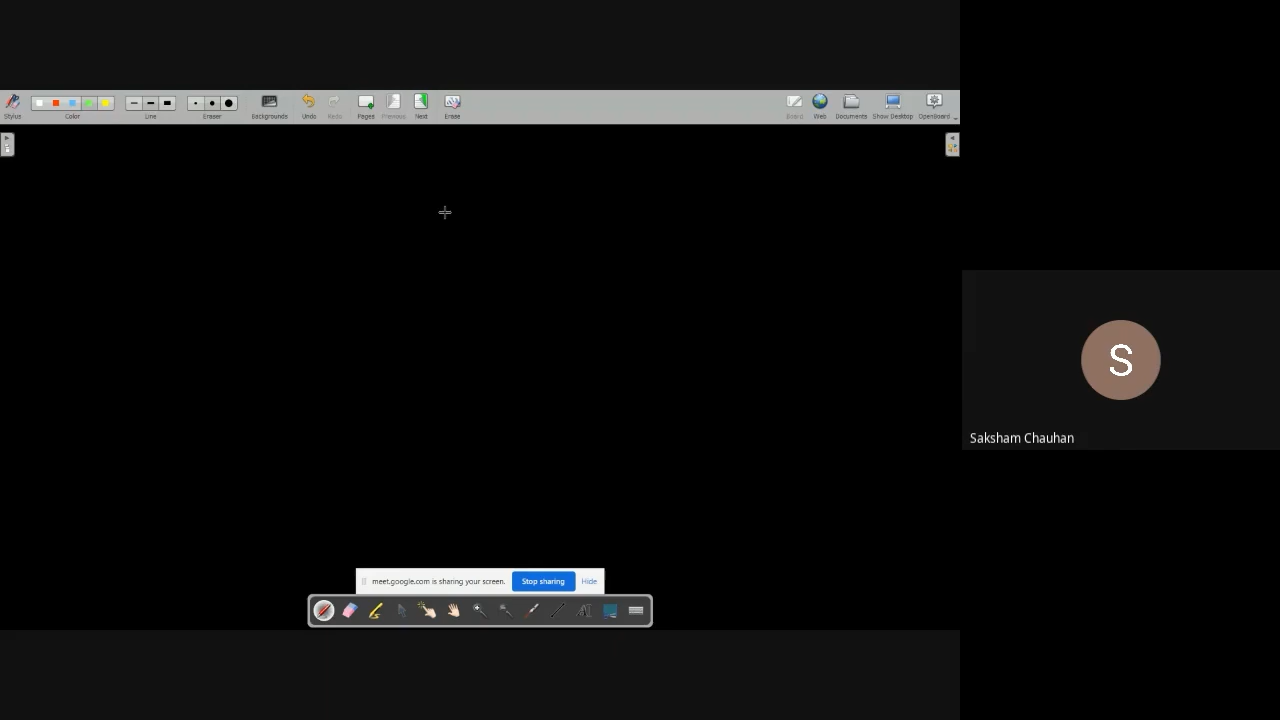 Stylus Color Line Eraser Backgrounds Undo Redo Pages Previous Next Erase Board Web Documents Show Desktop OpenBoard
S
Saksham Chauhan
meet.google.com is sharing your screen. Stop sharing Hide